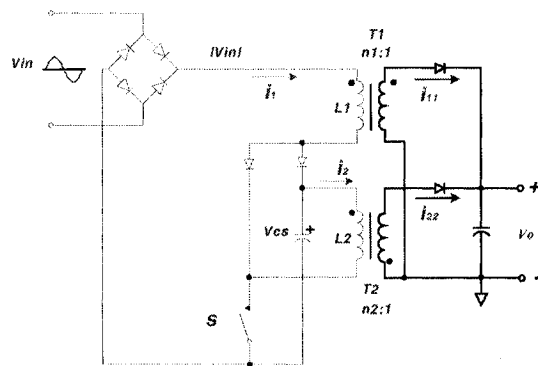 Vin
|Vin|
i1
T1
n1:1
L1
i11
i2
Vcs
+
L2
i22
+
Vo
-
S
T2
n2:1